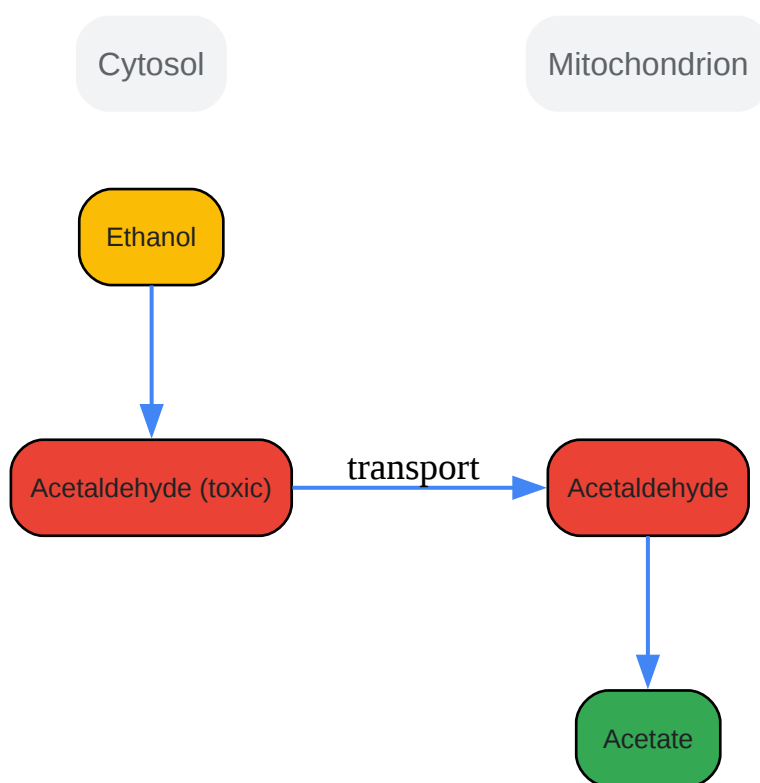 Cytosol
Mitochondrion
Ethanol
Acetaldehyde (toxic)
transport
Acetaldehyde
Acetate